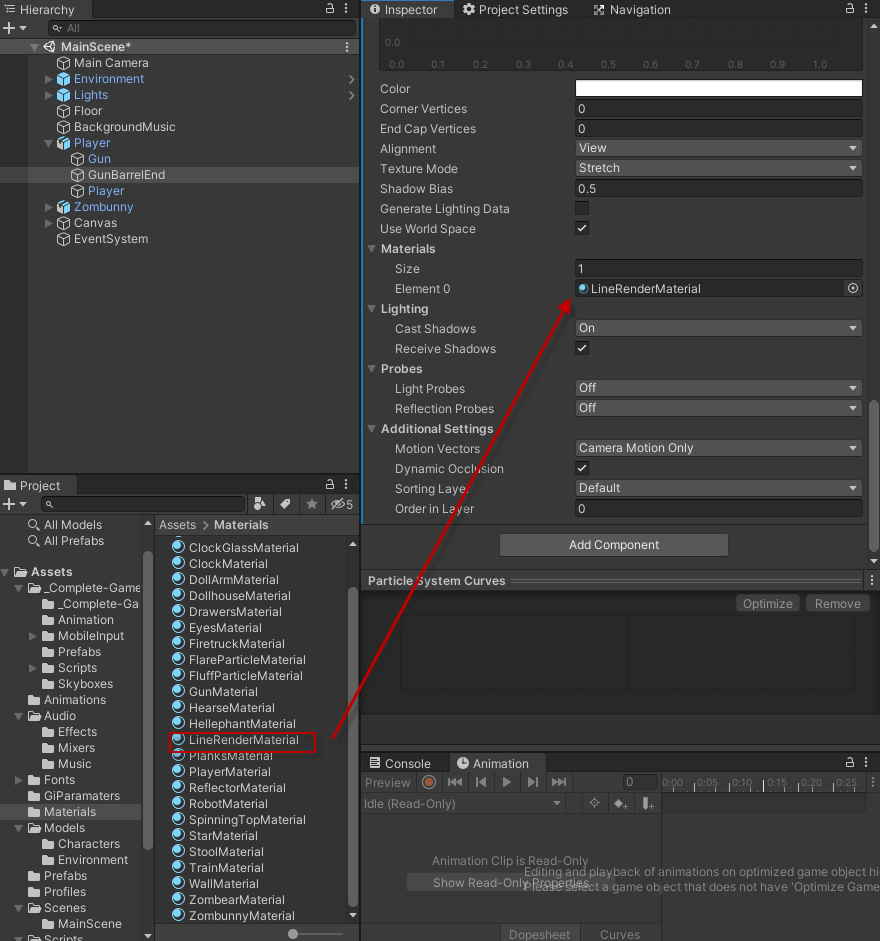 Hierarchy
All
MainScene*
Main Camera
Environment
Lights
Floor
BackgroundMusic
Player
Gun
GunBarrelEnd
Player
Zombunny
Canvas
EventSystem
Inspector
Project Settings
Navigation
0.0
0.0 0.1 0.2 0.3 0.4 0.5 0.6 0.7 0.8 0.9 1.0
Color
Corner Vertices 0
End Cap Vertices 0
Alignment View
Texture Mode Stretch
Shadow Bias 0.5
Generate Lighting Data
Use World Space
Materials
Size 1
Element 0 LineRenderMaterial
Lighting
Cast Shadows On
Receive Shadows
Probes
Light Probes Off
Reflection Probes Off
Additional Settings
Motion Vectors Camera Motion Only
Dynamic Occlusion
Sorting Layer Default
Order in Layer 0
Add Component
Particle System Curves
Optimize Remove
Project
5
All Models
All Prefabs
Assets
_Complete-Game
_Complete-Ga
Animation
MobileInput
Prefabs
Scripts
Skyboxes
Animations
Audio
Effects
Mixers
Music
Fonts
GiParamaters
Materials
Models
Characters
Environment
Prefabs
Profiles
Scenes
MainScene
Scripts
Assets > Materials
ClockGlassMaterial
ClockMaterial
DollArmMaterial
DollhouseMaterial
DrawersMaterial
EyesMaterial
FiretruckMaterial
FlareParticleMaterial
FluffParticleMaterial
GunMaterial
HearseMaterial
HellephantMaterial
LineRenderMaterial
PlanksMaterial
PlayerMaterial
ReflectorMaterial
RobotMaterial
SpinningTopMaterial
StarMaterial
StoolMaterial
TrainMaterial
WallMaterial
ZombearMaterial
ZombunnyMaterial
Console
Animation
Preview 0 0:00 0:05 0:10 0:15 0:20 0:25
Idle (Read-Only)
Animation Clip is Read-Only
Show Read-Only Properties
Editing and playback of animations on optimized game object hi
Please select a game object that does not have 'Optimize Game
Dopesheet Curves